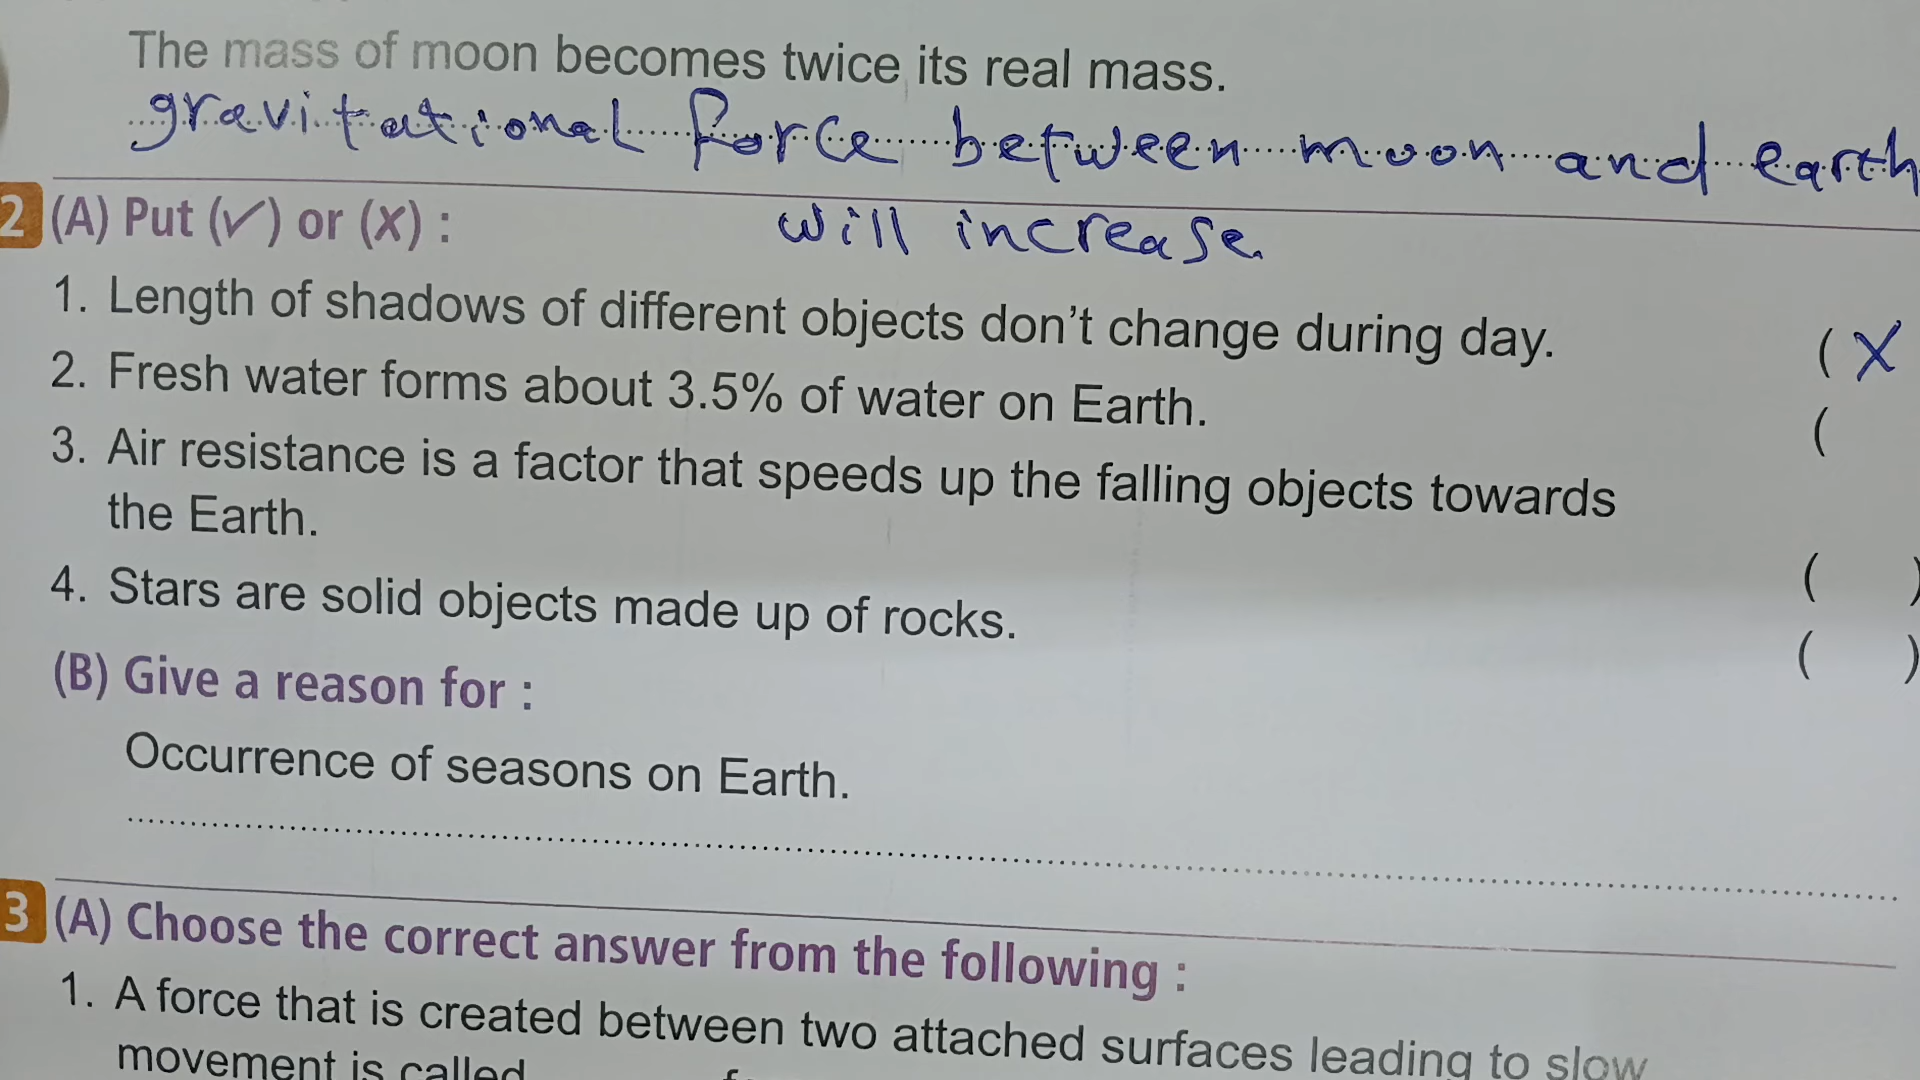 The mass of moon becomes twice its real mass.
gravitational force between moon and earth
will increase.
2 (A) Put (✓) or (x) :
1. Length of shadows of different objects don't change during day. ( X
2. Fresh water forms about 3.5% of water on Earth. (
3. Air resistance is a factor that speeds up the falling objects towards
the Earth. ( )
4. Stars are solid objects made up of rocks. ( )
(B) Give a reason for :
Occurrence of seasons on Earth.
3 (A) Choose the correct answer from the following :
1. A force that is created between two attached surfaces leading to slow
movement is called